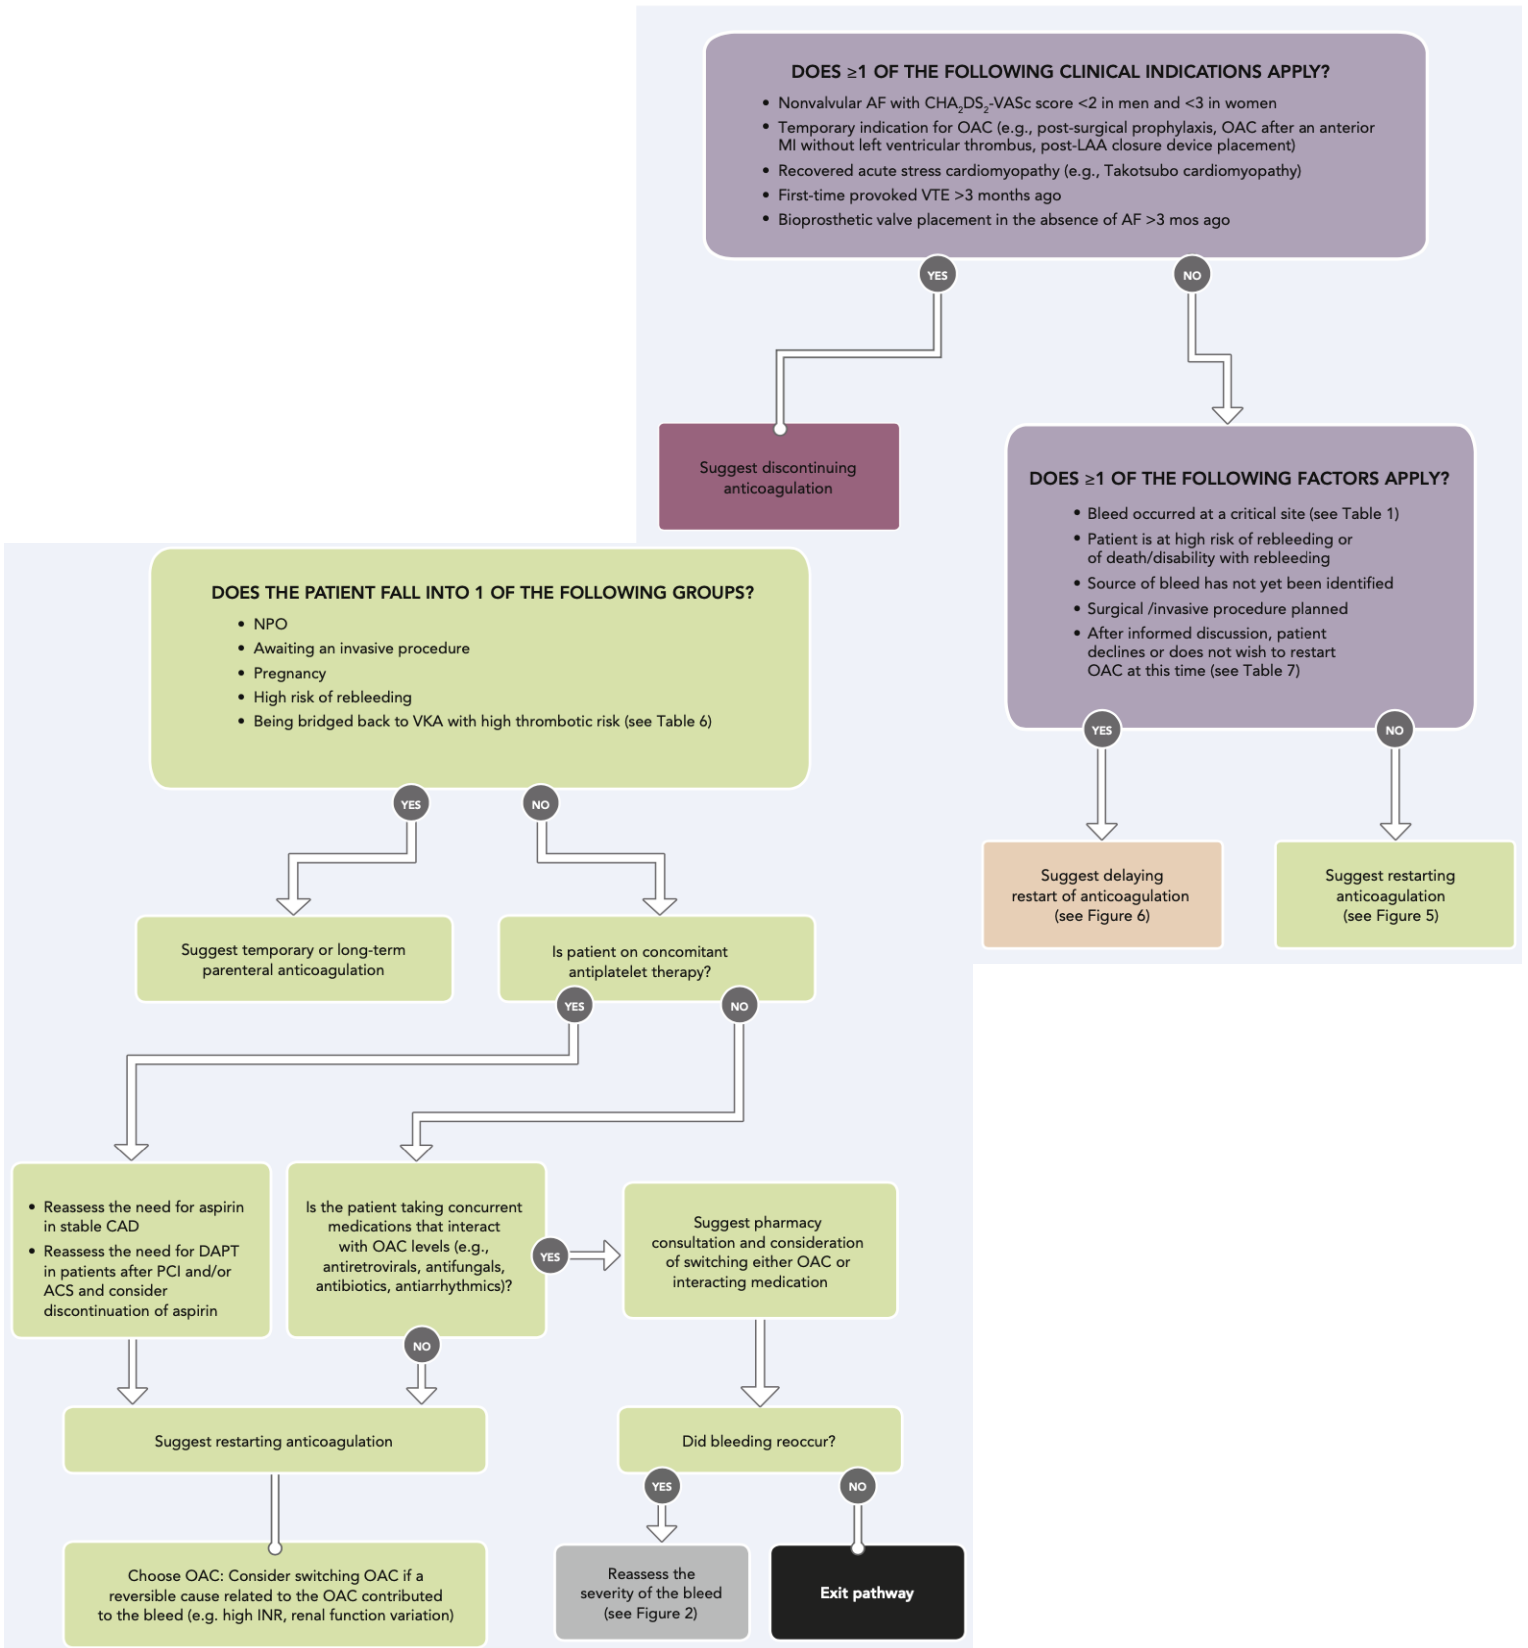 DOES ≥1 OF THE FOLLOWING CLINICAL INDICATIONS APPLY?
• Nonvalvular AF with CHA₂DS₂-VASc score <2 in men and <3 in women
• Temporary indication for OAC (e.g., post-surgical prophylaxis, OAC after an anterior
MI without left ventricular thrombus, post-LAA closure device placement)
• Recovered acute stress cardiomyopathy (e.g., Takotsubo cardiomyopathy)
• First-time provoked VTE >3 months ago
• Bioprosthetic valve placement in the absence of AF >3 mos ago
YES
NO
Suggest discontinuing
anticoagulation
DOES ≥1 OF THE FOLLOWING FACTORS APPLY?
• Bleed occurred at a critical site (see Table 1)
• Patient is at high risk of rebleeding or
of death/disability with rebleeding
• Source of bleed has not yet been identified
• Surgical /invasive procedure planned
• After informed discussion, patient
declines or does not wish to restart
OAC at this time (see Table 7)
YES
NO
Suggest delaying
restart of anticoagulation
(see Figure 6)
Suggest restarting
anticoagulation
(see Figure 5)
DOES THE PATIENT FALL INTO 1 OF THE FOLLOWING GROUPS?
• NPO
• Awaiting an invasive procedure
• Pregnancy
• High risk of rebleeding
• Being bridged back to VKA with high thrombotic risk (see Table 6)
YES
NO
Suggest temporary or long-term
parenteral anticoagulation
Is patient on concomitant
antiplatelet therapy?
YES
NO
• Reassess the need for aspirin
in stable CAD
• Reassess the need for DAPT
in patients after PCI and/or
ACS and consider
discontinuation of aspirin
Is the patient taking concurrent
medications that interact
with OAC levels (e.g.,
antiretrovirals, antifungals,
antibiotics, antiarrhythmics)?
YES
NO
Suggest pharmacy
consultation and consideration
of switching either OAC or
interacting medication
Suggest restarting anticoagulation
Did bleeding reoccur?
YES
NO
Choose OAC: Consider switching OAC if a
reversible cause related to the OAC contributed
to the bleed (e.g. high INR, renal function variation)
Reassess the
severity of the bleed
(see Figure 2)
Exit pathway